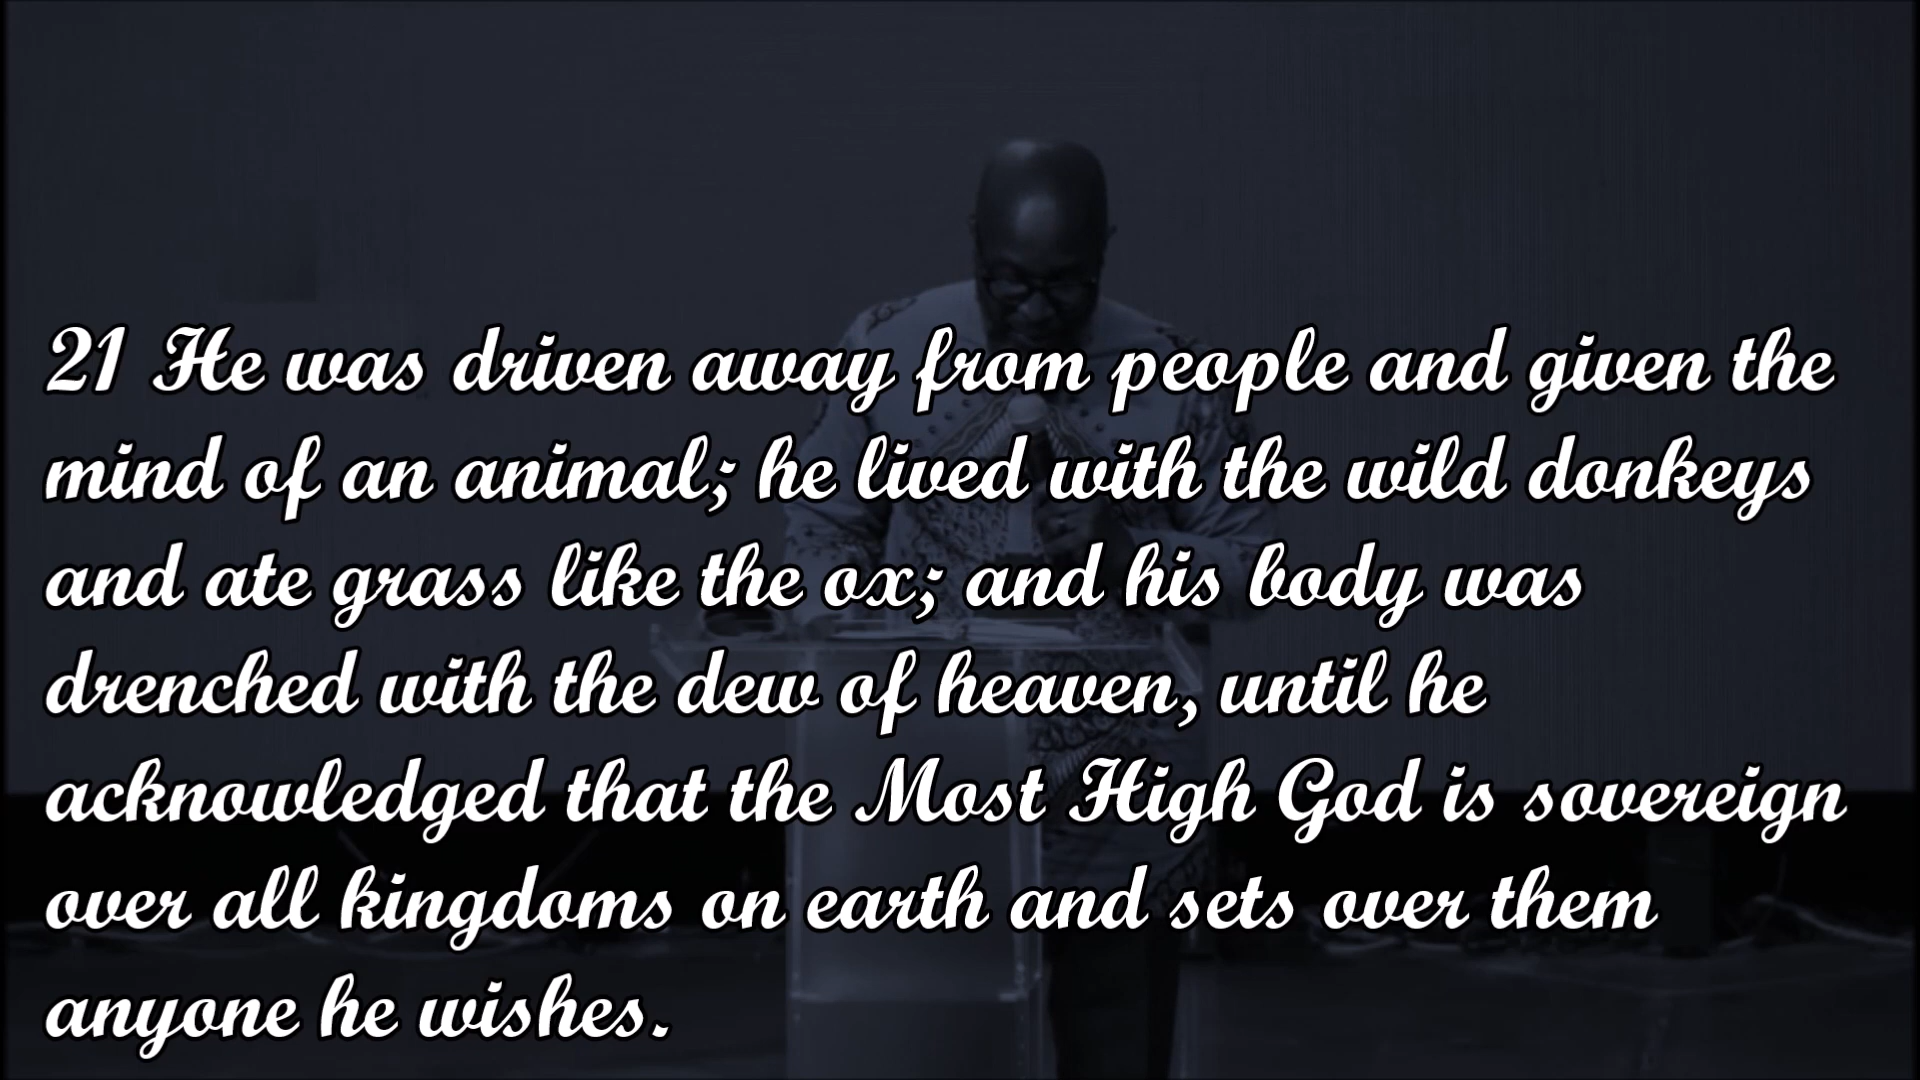 21 He was driven away from people and given the
mind of an animal; he lived with the wild donkeys
and ate grass like the ox; and his body was
drenched with the dew of heaven, until he
acknowledged that the Most High God is sovereign
over all kingdoms on earth and sets over them
anyone he wishes.